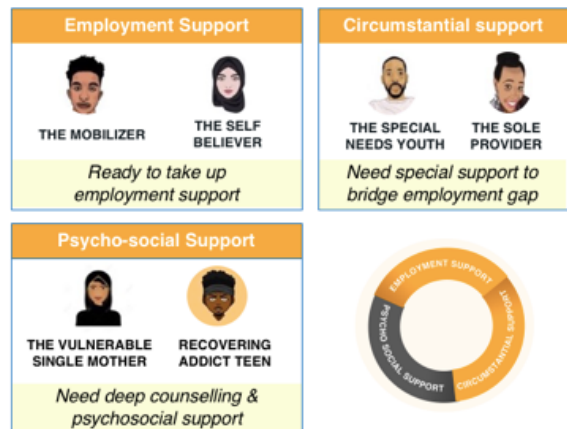 Employment Support
THE MOBILIZER
THE SELF
BELIEVER
Ready to take up
employment support
Circumstantial support
THE SPECIAL
NEEDS YOUTH
THE SOLE
PROVIDER
Need special support to
bridge employment gap
Psycho-social Support
THE VULNERABLE
SINGLE MOTHER
RECOVERING
ADDICT TEEN
Need deep counselling &
psychosocial support
EMPLOYMENT SUPPORT
CIRCUMSTANTIAL SUPPORT
PSYCHO SOCIAL SUPPORT